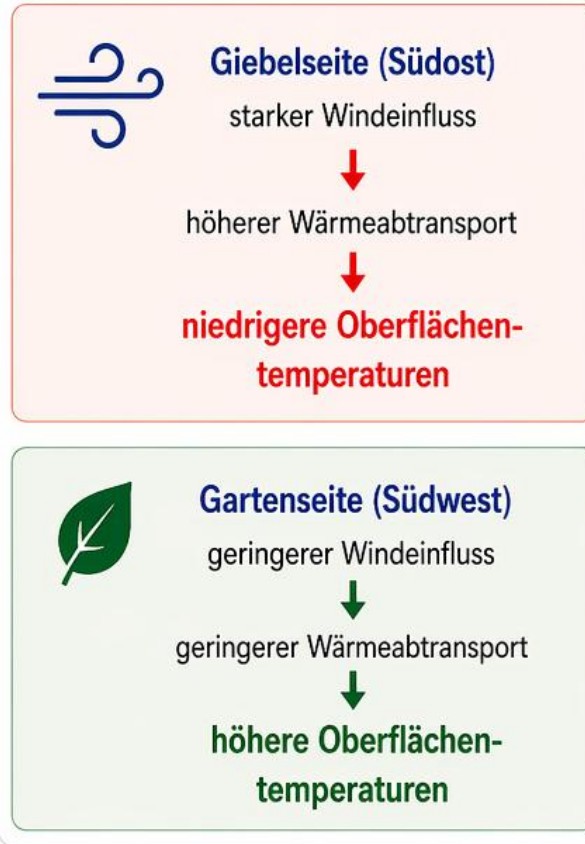 Giebelseite (Südost)
starker Windeinfluss
höherer Wärmeabtransport
niedrigere Oberflächen-
temperaturen
Gartenseite (Südwest)
geringerer Windeinfluss
geringerer Wärmeabtransport
höhere Oberflächen-
temperaturen